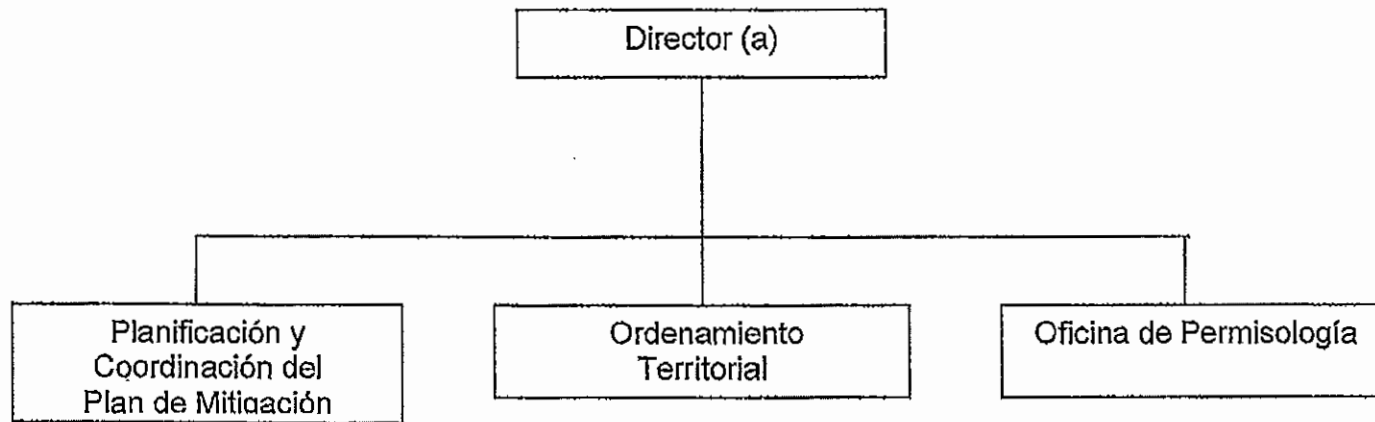 Director (a)
Planificación y
Coordinación del
Plan de Mitigación
Ordenamiento
Territorial
Oficina de Permisología